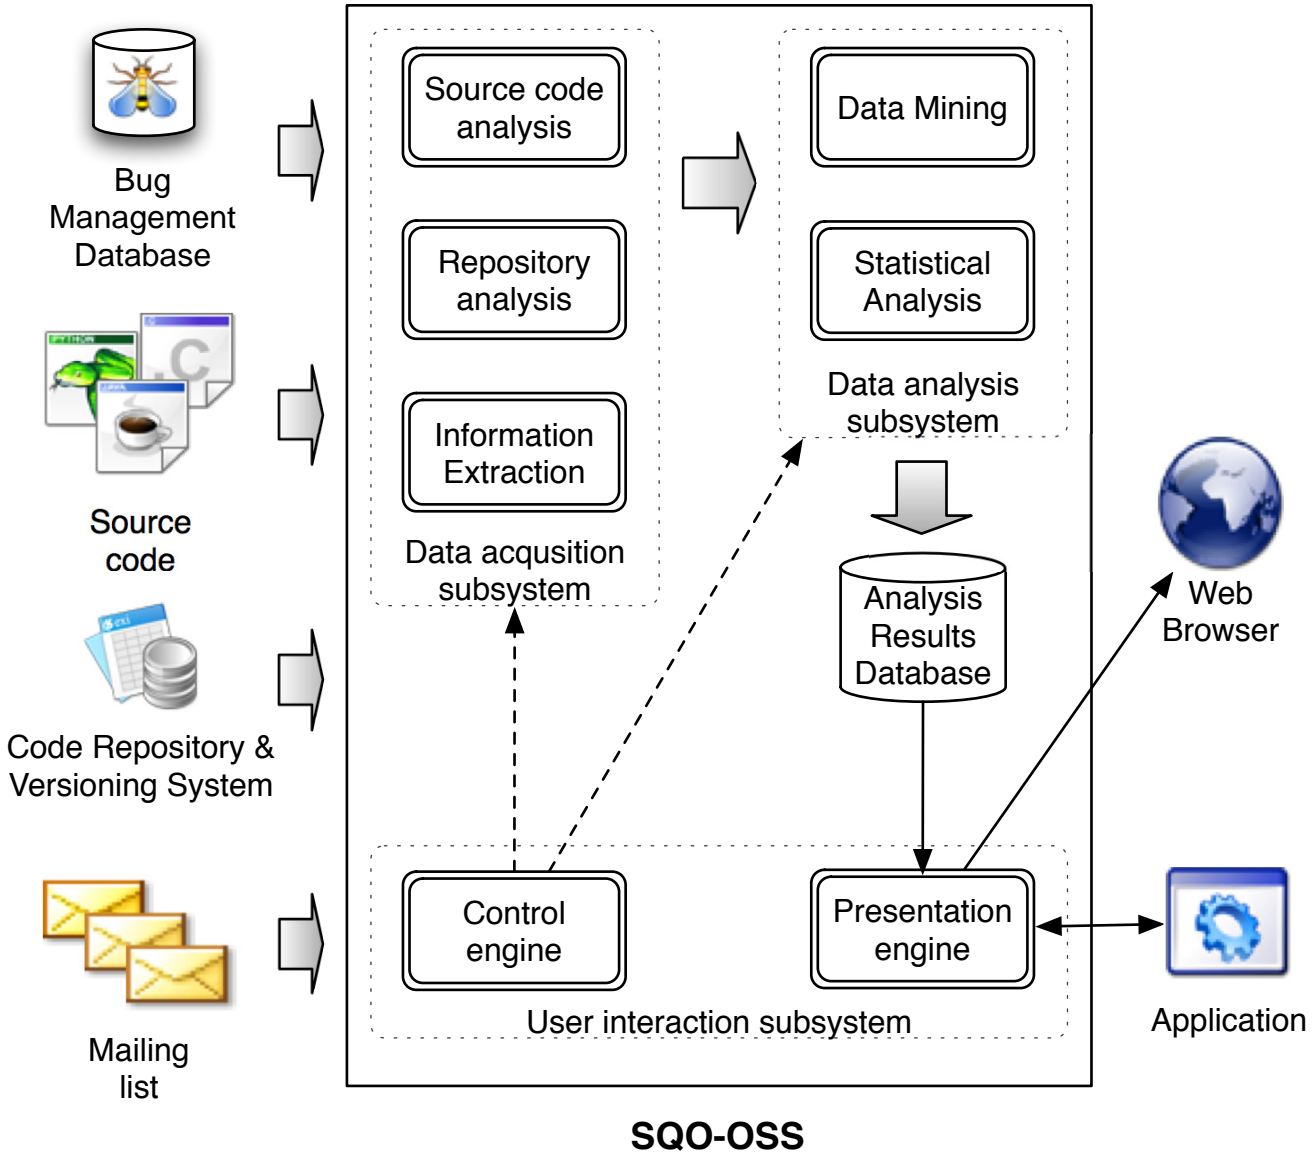 Bug
Management
Database
Source
code
Code Repository &
Versioning System
Mailing
list
Source code
analysis
Repository
analysis
Information
Extraction
Data acqusition
subsystem
Data Mining
Statistical
Analysis
Data analysis
subsystem
Analysis
Results
Database
Control
engine
Presentation
engine
User interaction subsystem
Web
Browser
Application
SQO-OSS
PYTHON
C
.C
JAVA